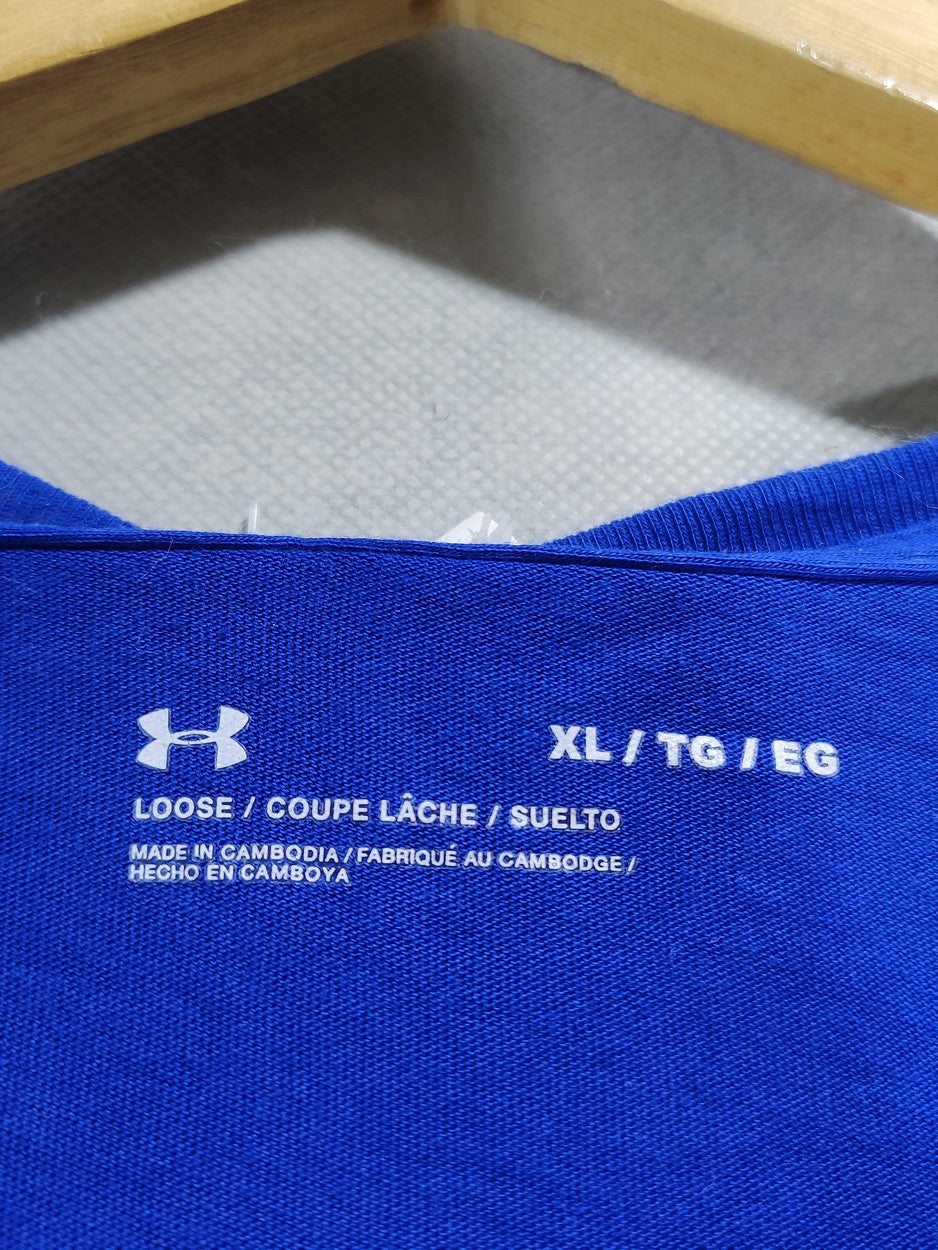 XL / TG / EG
LOOSE / COUPE LÂCHE / SUELTO
MADE IN CAMBODIA / FABRIQUÉ AU CAMBODGE /
HECHO EN CAMBOYA